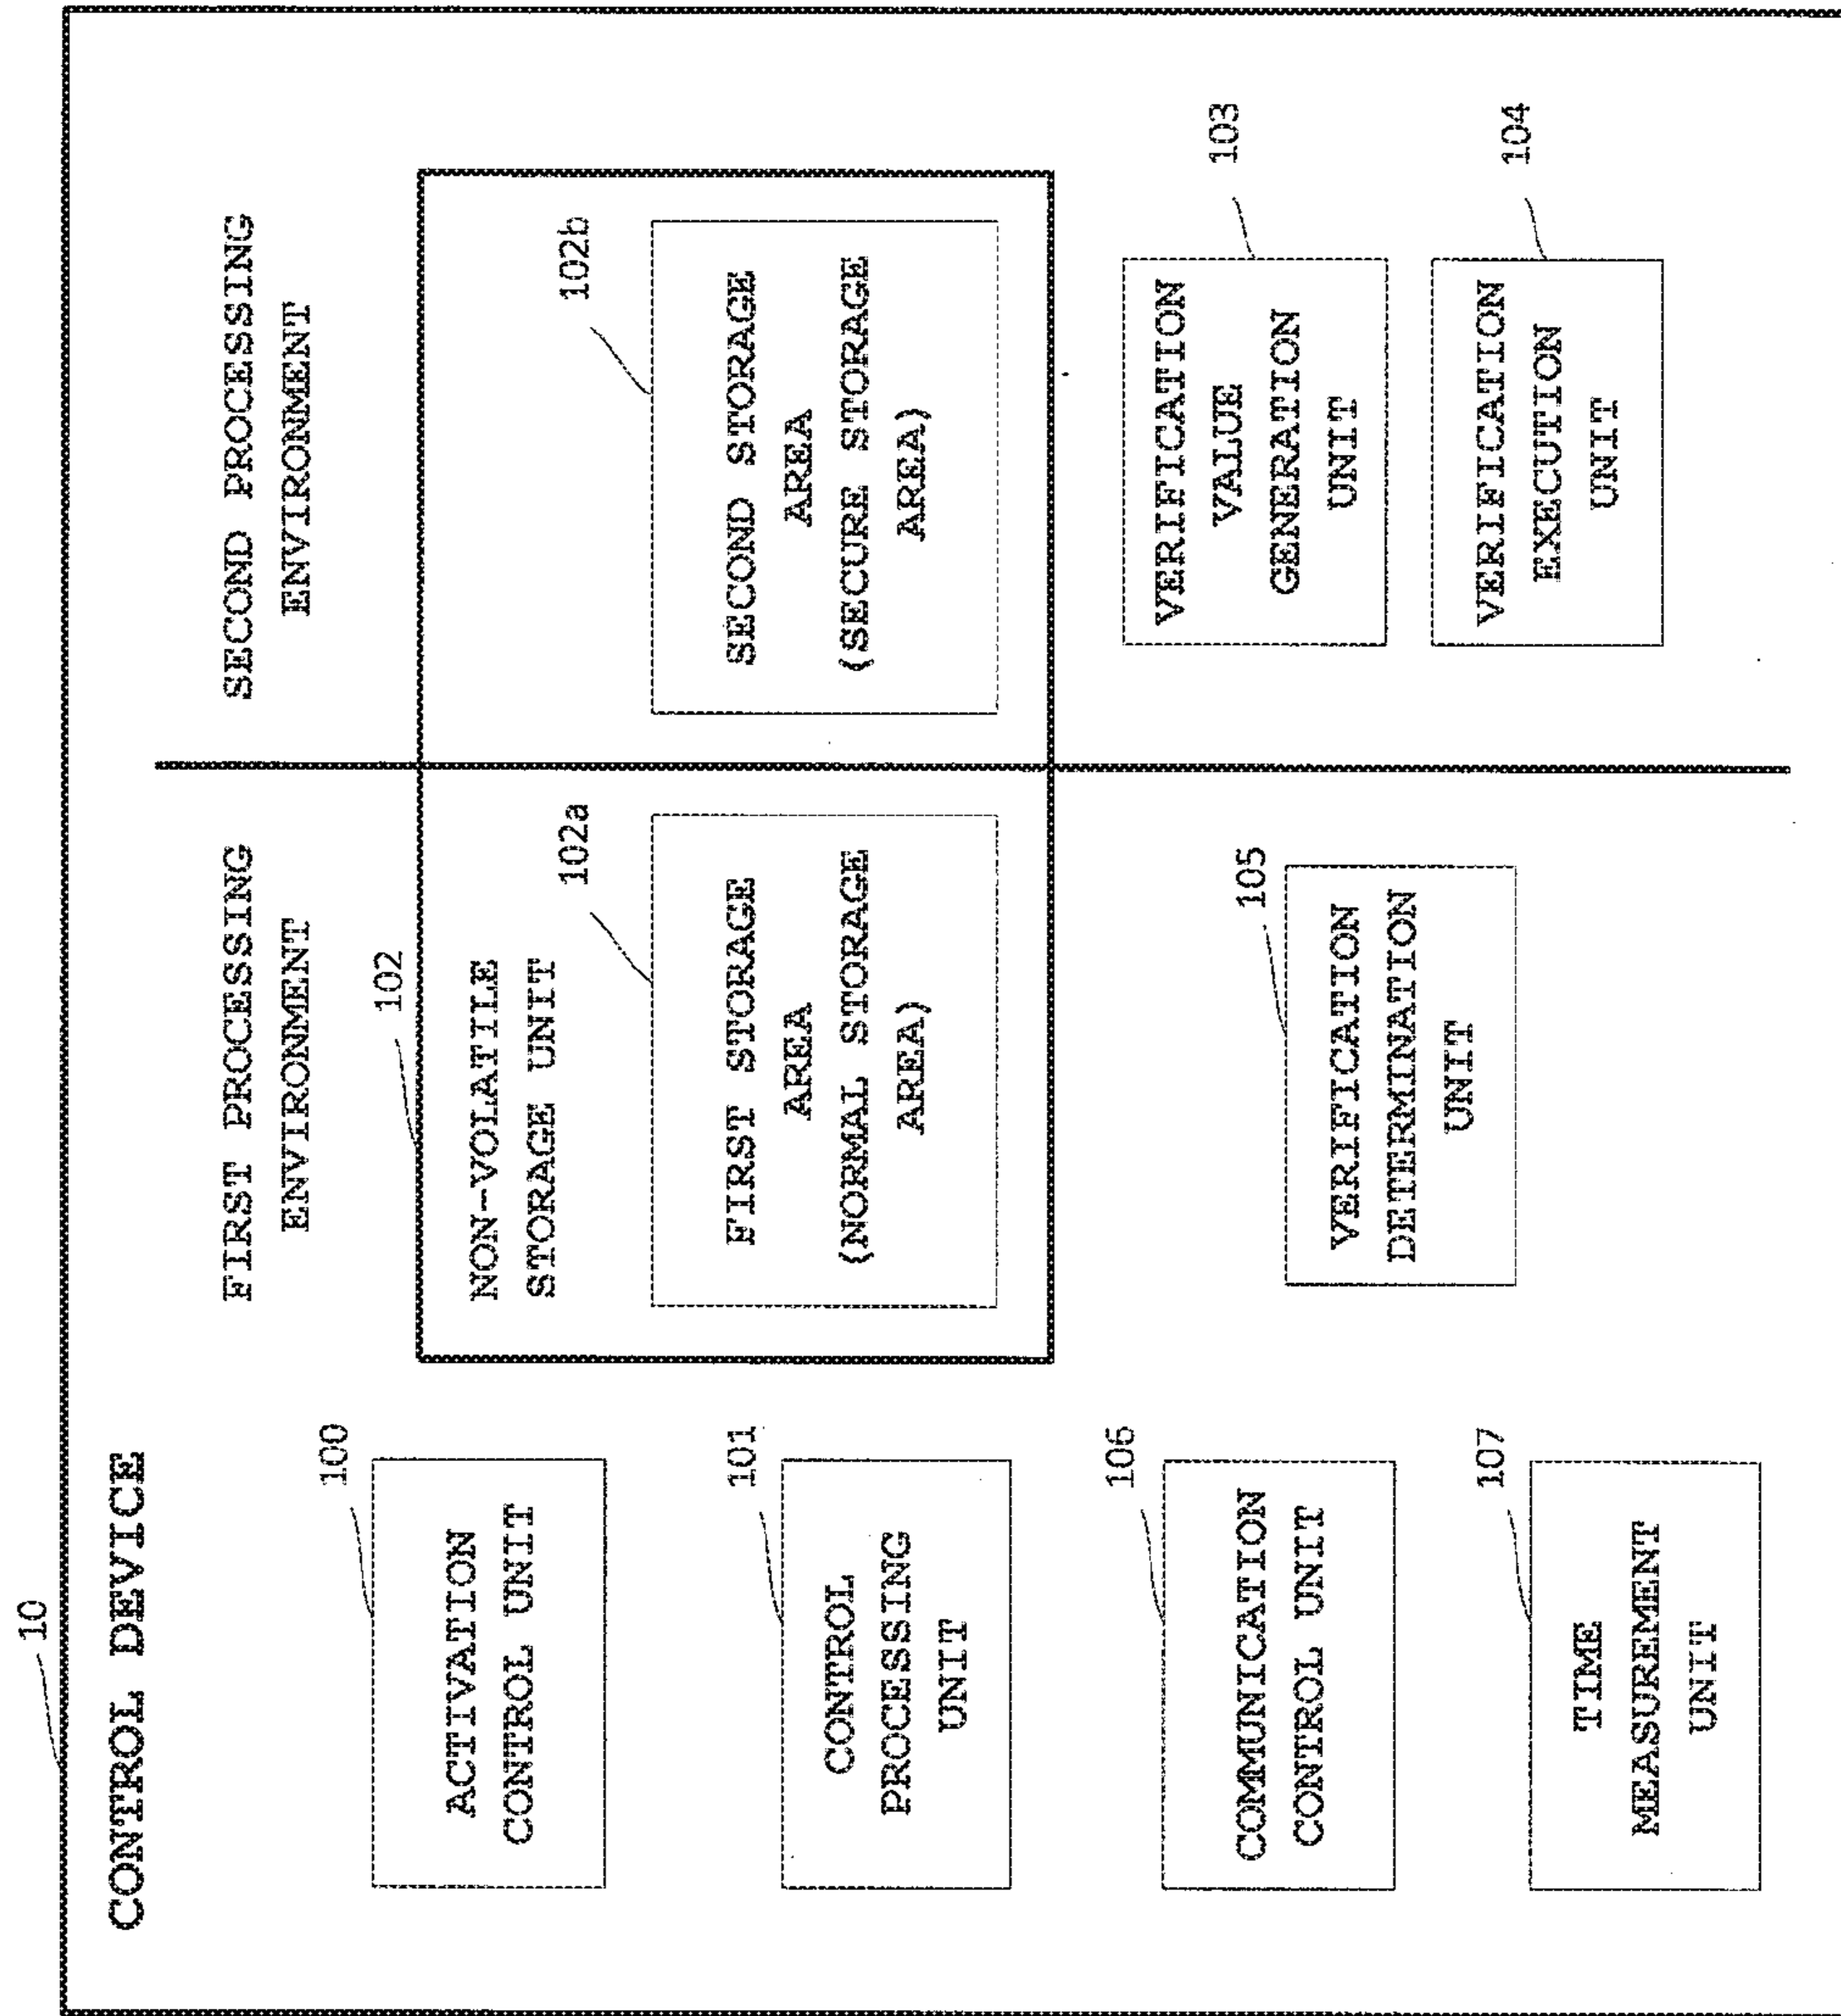 10
CONTROL DEVICE
FIRST PROCESSING
ENVIRONMENT
SECOND PROCESSING
ENVIRONMENT
100
ACTIVATION
CONTROL UNIT
101
CONTROL
PROCESSING
UNIT
106
COMMUNICATION
CONTROL UNIT
107
TIME
MEASUREMENT
UNIT
102
NON-VOLATILE
STORAGE UNIT
102a
FIRST STORAGE
AREA
(NORMAL STORAGE
AREA)
102b
SECOND STORAGE
AREA
(SECURE STORAGE
AREA)
105
VERIFICATION
DETERMINATION
UNIT
103
VERIFICATION
VALUE
GENERATION
UNIT
104
VERIFICATION
EXECUTION
UNIT